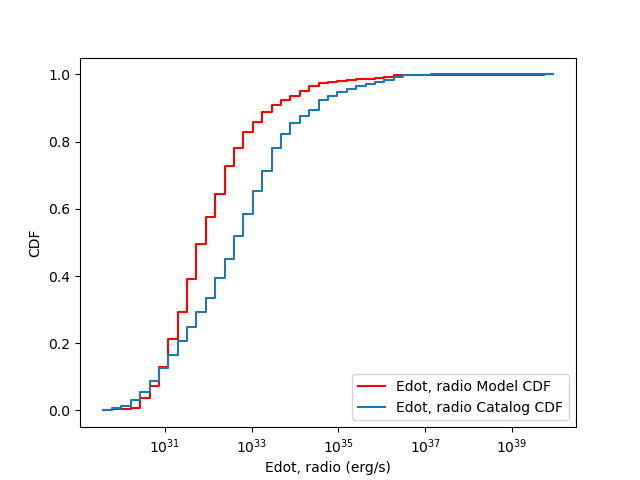 1.0
0.8
0.6
0.4
0.2
0.0
CDF
Edot, radio Model CDF
Edot, radio Catalog CDF
10^31 10^33 10^35 10^37 10^39
Edot, radio (erg/s)